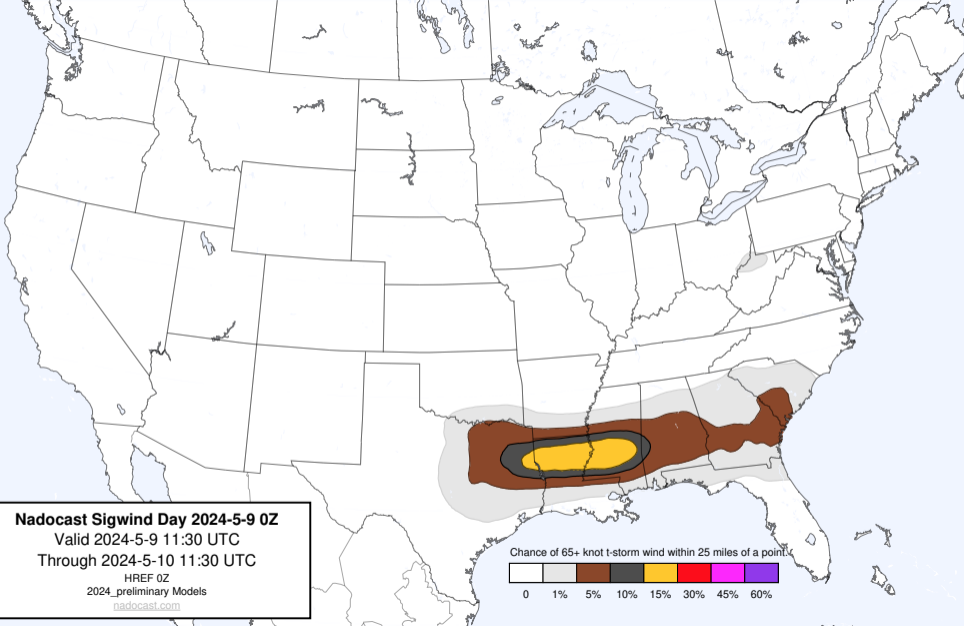 Nadocast Sigwind Day 2024-5-9 0Z
Valid 2024-5-9 11:30 UTC
Through 2024-5-10 11:30 UTC
HREF 0Z
2024_preliminary Models
nadocast.com
Chance of 65+ knot t-storm wind within 25 miles of a point.
0 1% 5% 10% 15% 30% 45% 60%